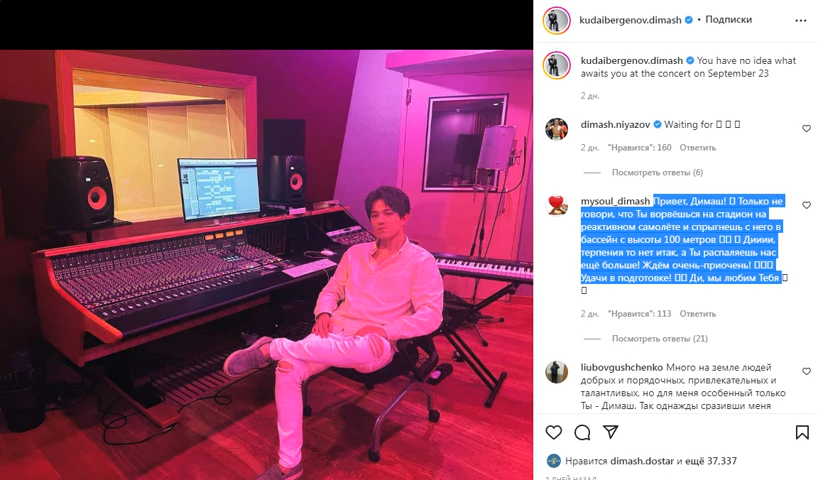 kudaibergenov.dimash • Подписки
kudaibergenov.dimash You have no idea what
awaits you at the concert on September 23
2 дн.
dimash.niyazov Waiting for
2 дн. "Нравится": 160 Ответить
Посмотреть ответы (6)
mysoul_dimash Привет, Димаш! Только не
говори, что Ты ворвёшься на стадион на
реактивном самолёте и спрыгнешь с него в
бассейн с высоты 100 метров Дииии,
терпения то нет итак, а Ты распаляешь нас
ещё больше! Ждём очень-приочень!
Удачи в подготовке! Ди, мы любим Тебя
2 дн. "Нравится": 113 Ответить
Посмотреть ответы (21)
liubovgushchenko Много на земле людей
добрых и порядочных, привлекательных и
талантливых, но для меня особенный только
Ты - Димаш. Так однажды сразивши меня
Нравится dimash.dostar и ещё 37,337
2 ДНЕЙ НАЗАД